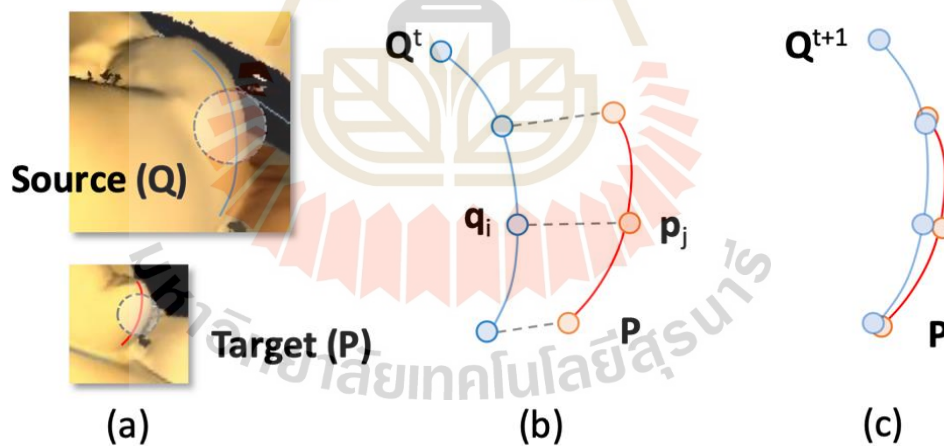 Q^t
Q^{t+1}
Source (Q)
q_i
p_j
Target (P)
P
P
มหาวิทยาลัยเทคโนโลยีสุรนารี
(a)
(b)
(c)